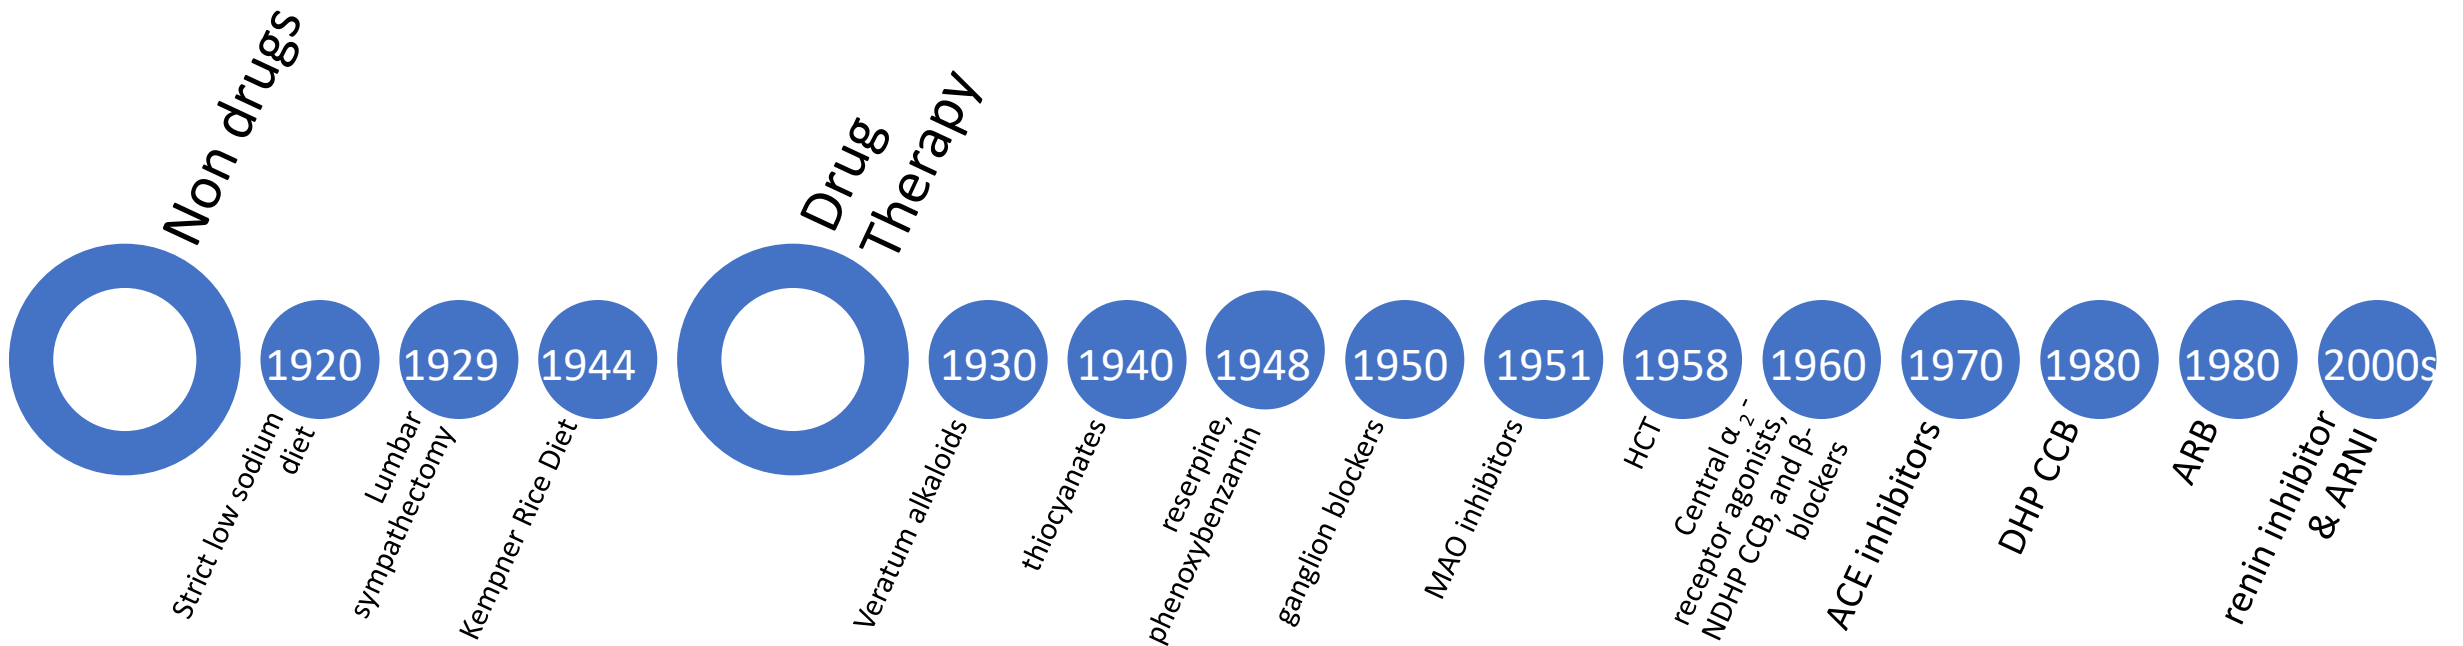 Non drugs
1920
Strict low sodium
diet
1929
Lumbar
sympathectomy
1944
Kempner Rice Diet
Drug
Therapy
1930
Veratum alkaloids
1940
thiocyanates
1948
reserpine,
phenoxybenzamin
1950
ganglion blockers
1951
MAO inhibitors
1958
HCT
1960
Central α 2-
receptor agonists,
NDHP CCB, and β-
blockers
1970
ACE inhibitors
1980
DHP CCB
1980
ARB
2000s
renin inhibitor
& ARNI